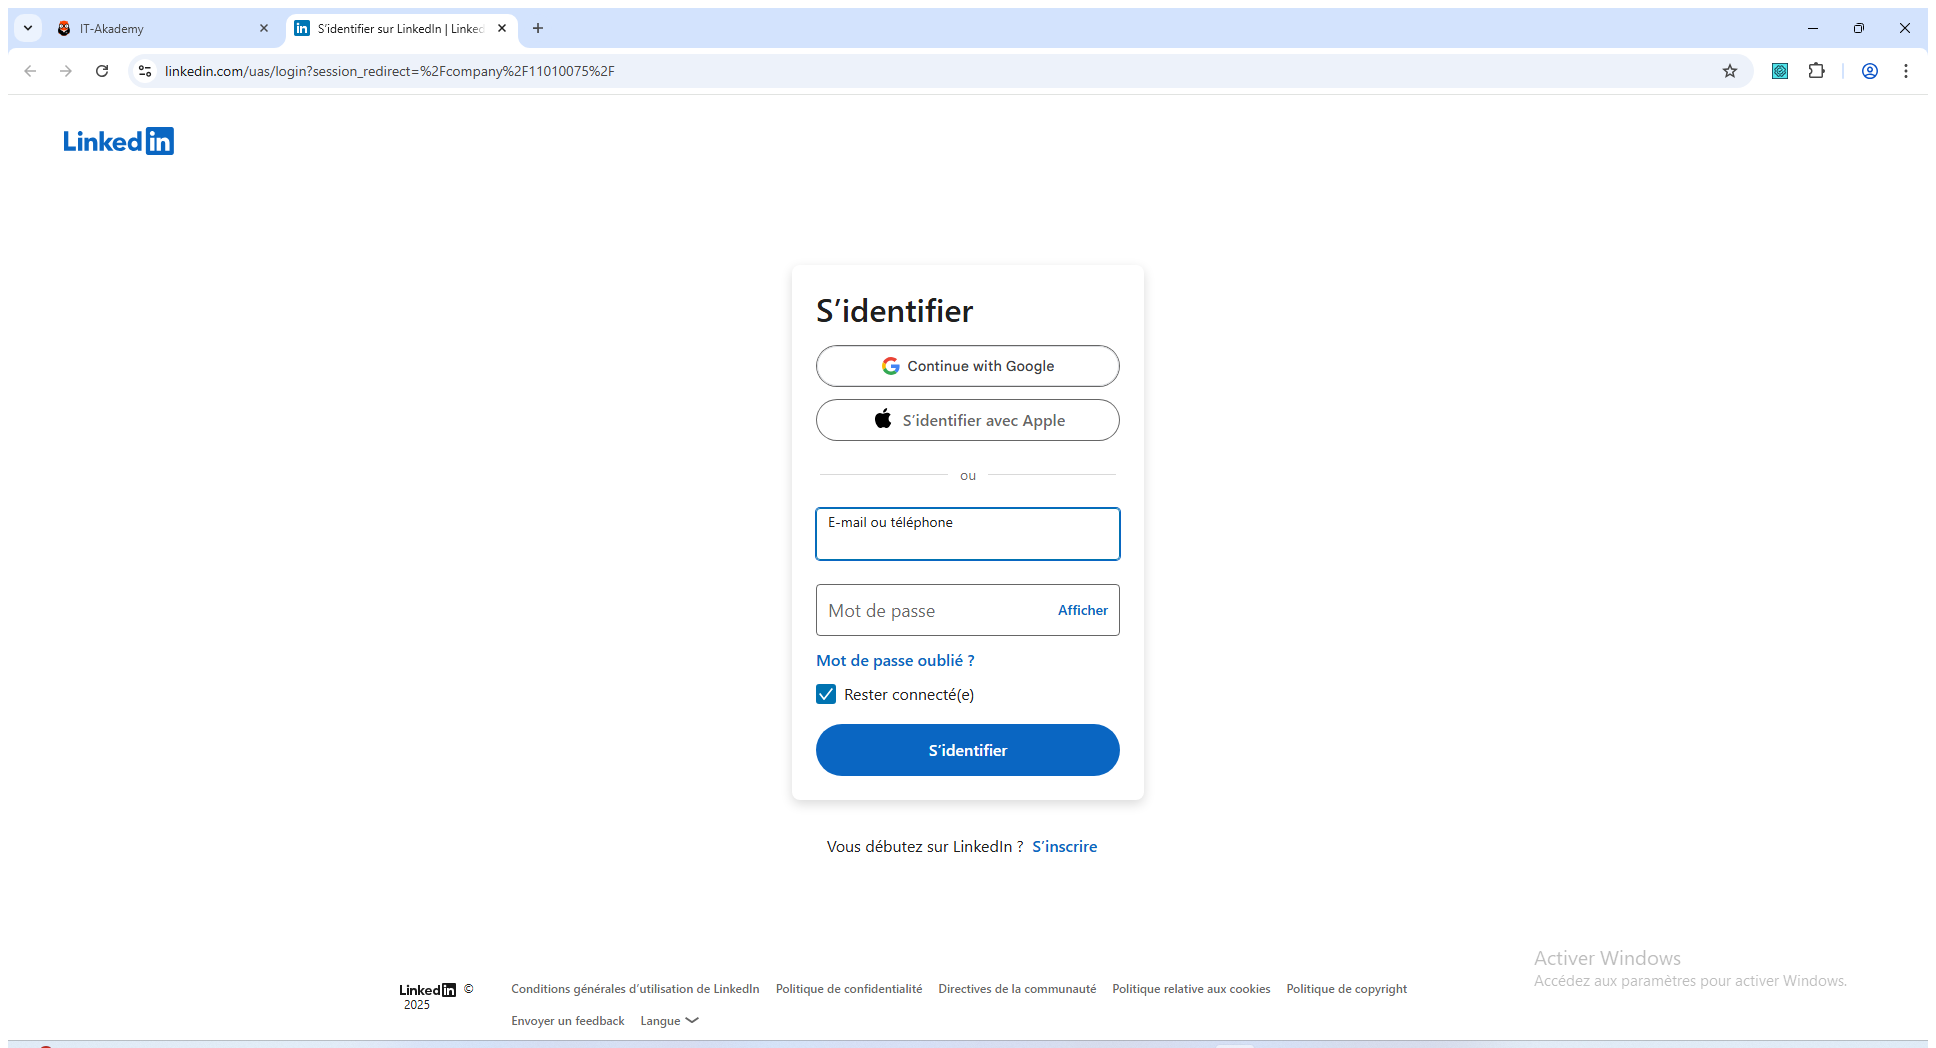 IT-Akademy
S'identifier sur LinkedIn | Linked
linkedin.com/uas/login?session_redirect=%2Fcompany%2F11010075%2F
Linked in
S'identifier
Continue with Google
S'identifier avec Apple
ou
E-mail ou téléphone
Mot de passe
Afficher
Mot de passe oublié ?
Rester connecté(e)
S'identifier
Vous débutez sur LinkedIn ? S'inscrire
Activer Windows
Accédez aux paramètres pour activer Windows.
Linked in © 2025
Conditions générales d'utilisation de LinkedIn
Politique de confidentialité
Directives de la communauté
Politique relative aux cookies
Politique de copyright
Envoyer un feedback
Langue